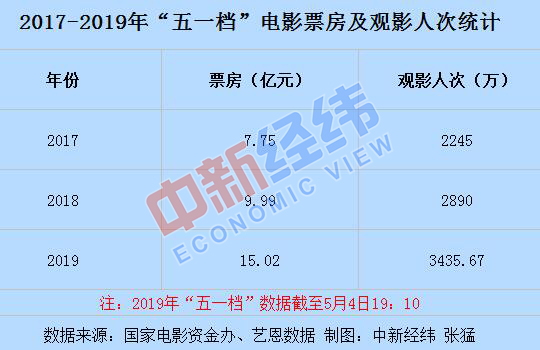 2017-2019年“五一档”电影票房及观影人次统计
年份 票房（亿元） 观影人次（万）
2017 7.75 2245
2018 9.99 2890
2019 15.02 3435.67
中新经纬
ECONOMIC VIEW
注：2019年“五一档”数据截至5月4日19：10
数据来源：国家电影资金办、艺恩数据 制图：中新经纬 张猛